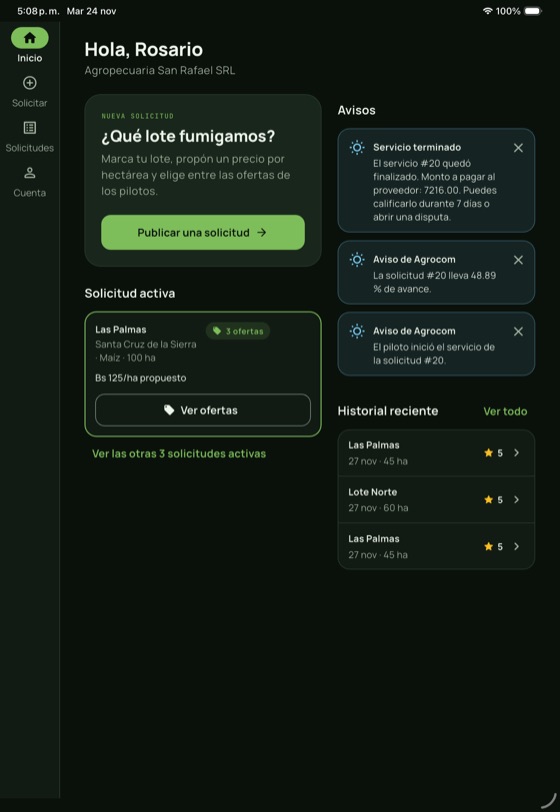 5:08 p. m. Mar 24 nov
100%
Inicio
Solicitar
Solicitudes
Cuenta
Hola, Rosario
Agropecuaria San Rafael SRL
NUEVA SOLICITUD
¿Qué lote fumigamos?
Marca tu lote, propón un precio por
hectárea y elige entre las ofertas de
los pilotos.
Publicar una solicitud →
Solicitud activa
Las Palmas
3 ofertas
Santa Cruz de la Sierra
· Maíz · 100 ha
Bs 125/ha propuesto
Ver ofertas
Ver las otras 3 solicitudes activas
Avisos
Servicio terminado
El servicio #20 quedó
finalizado. Monto a pagar al
proveedor: 7216.00. Puedes
calificarlo durante 7 días o
abrir una disputa.
Aviso de Agrocom
La solicitud #20 lleva 48.89
% de avance.
Aviso de Agrocom
El piloto inició el servicio de
la solicitud #20.
Historial reciente
Ver todo
Las Palmas
27 nov · 45 ha
5
Lote Norte
27 nov · 60 ha
5
Las Palmas
27 nov · 45 ha
5